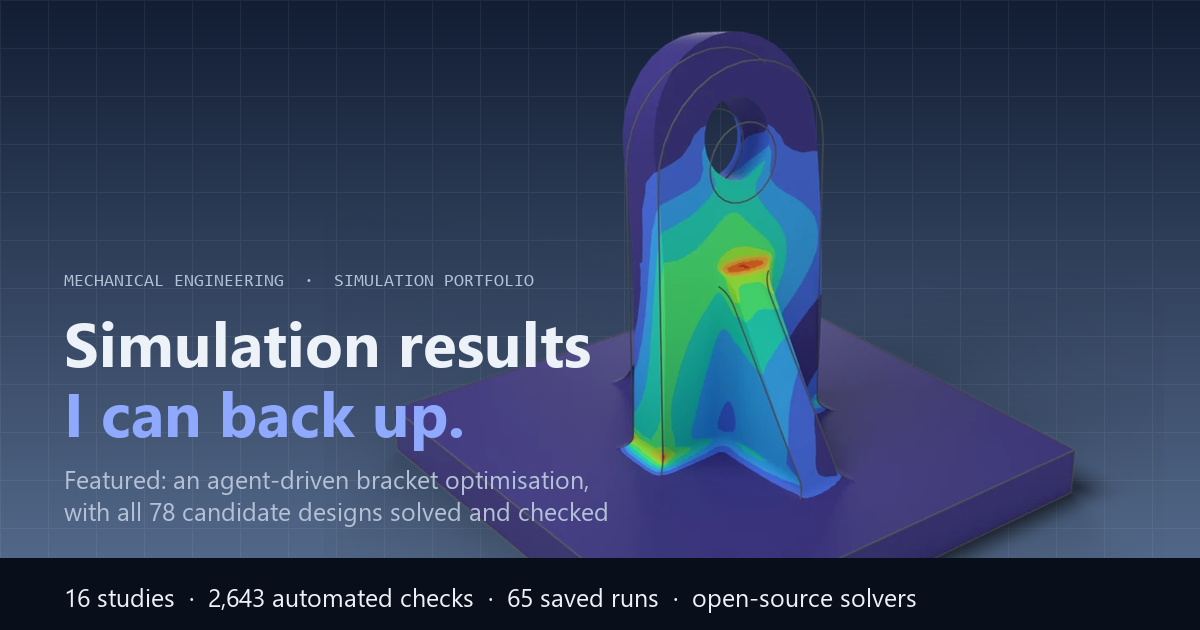 MECHANICAL ENGINEERING · SIMULATION PORTFOLIO
Simulation results
I can back up.
Featured: an agent-driven bracket optimisation,
with all 78 candidate designs solved and checked
16 studies · 2,643 automated checks · 65 saved runs · open-source solvers